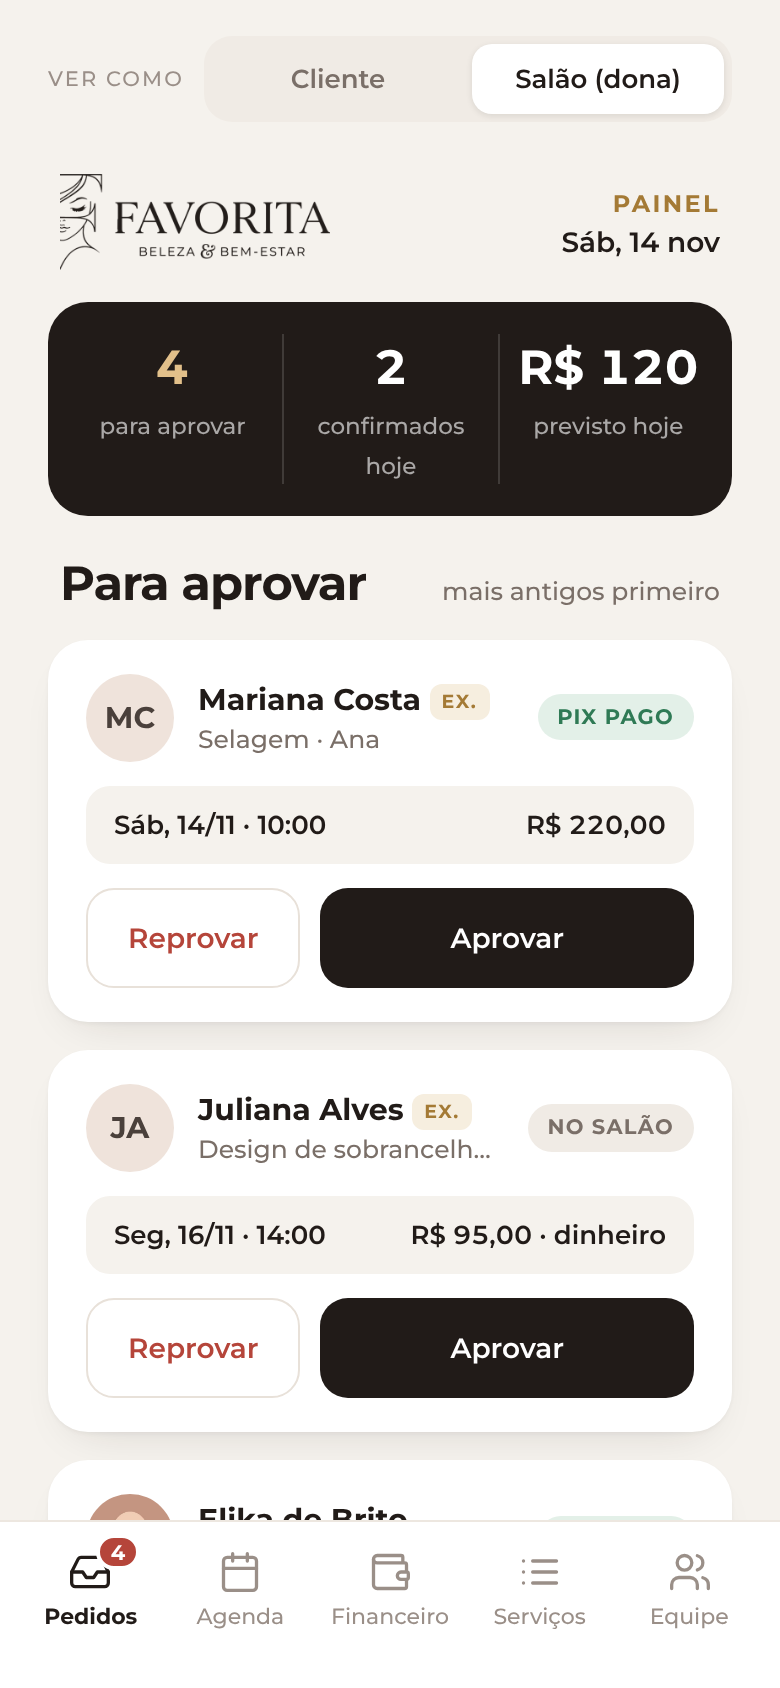 VER COMO
Cliente
Salão (dona)
FAVORITA
BELEZA & BEM-ESTAR
PAINEL
Sáb, 14 nov
4
para aprovar
2
confirmados
hoje
R$ 120
previsto hoje
Para aprovar
mais antigos primeiro
MC
Mariana Costa
EX.
Selagem · Ana
PIX PAGO
Sáb, 14/11 · 10:00
R$ 220,00
Reprovar
Aprovar
JA
Juliana Alves
EX.
Design de sobrancelh...
NO SALÃO
Seg, 16/11 · 14:00
R$ 95,00 · dinheiro
Reprovar
Aprovar
Elika de Brito
4
Pedidos
Agenda
Financeiro
Serviços
Equipe